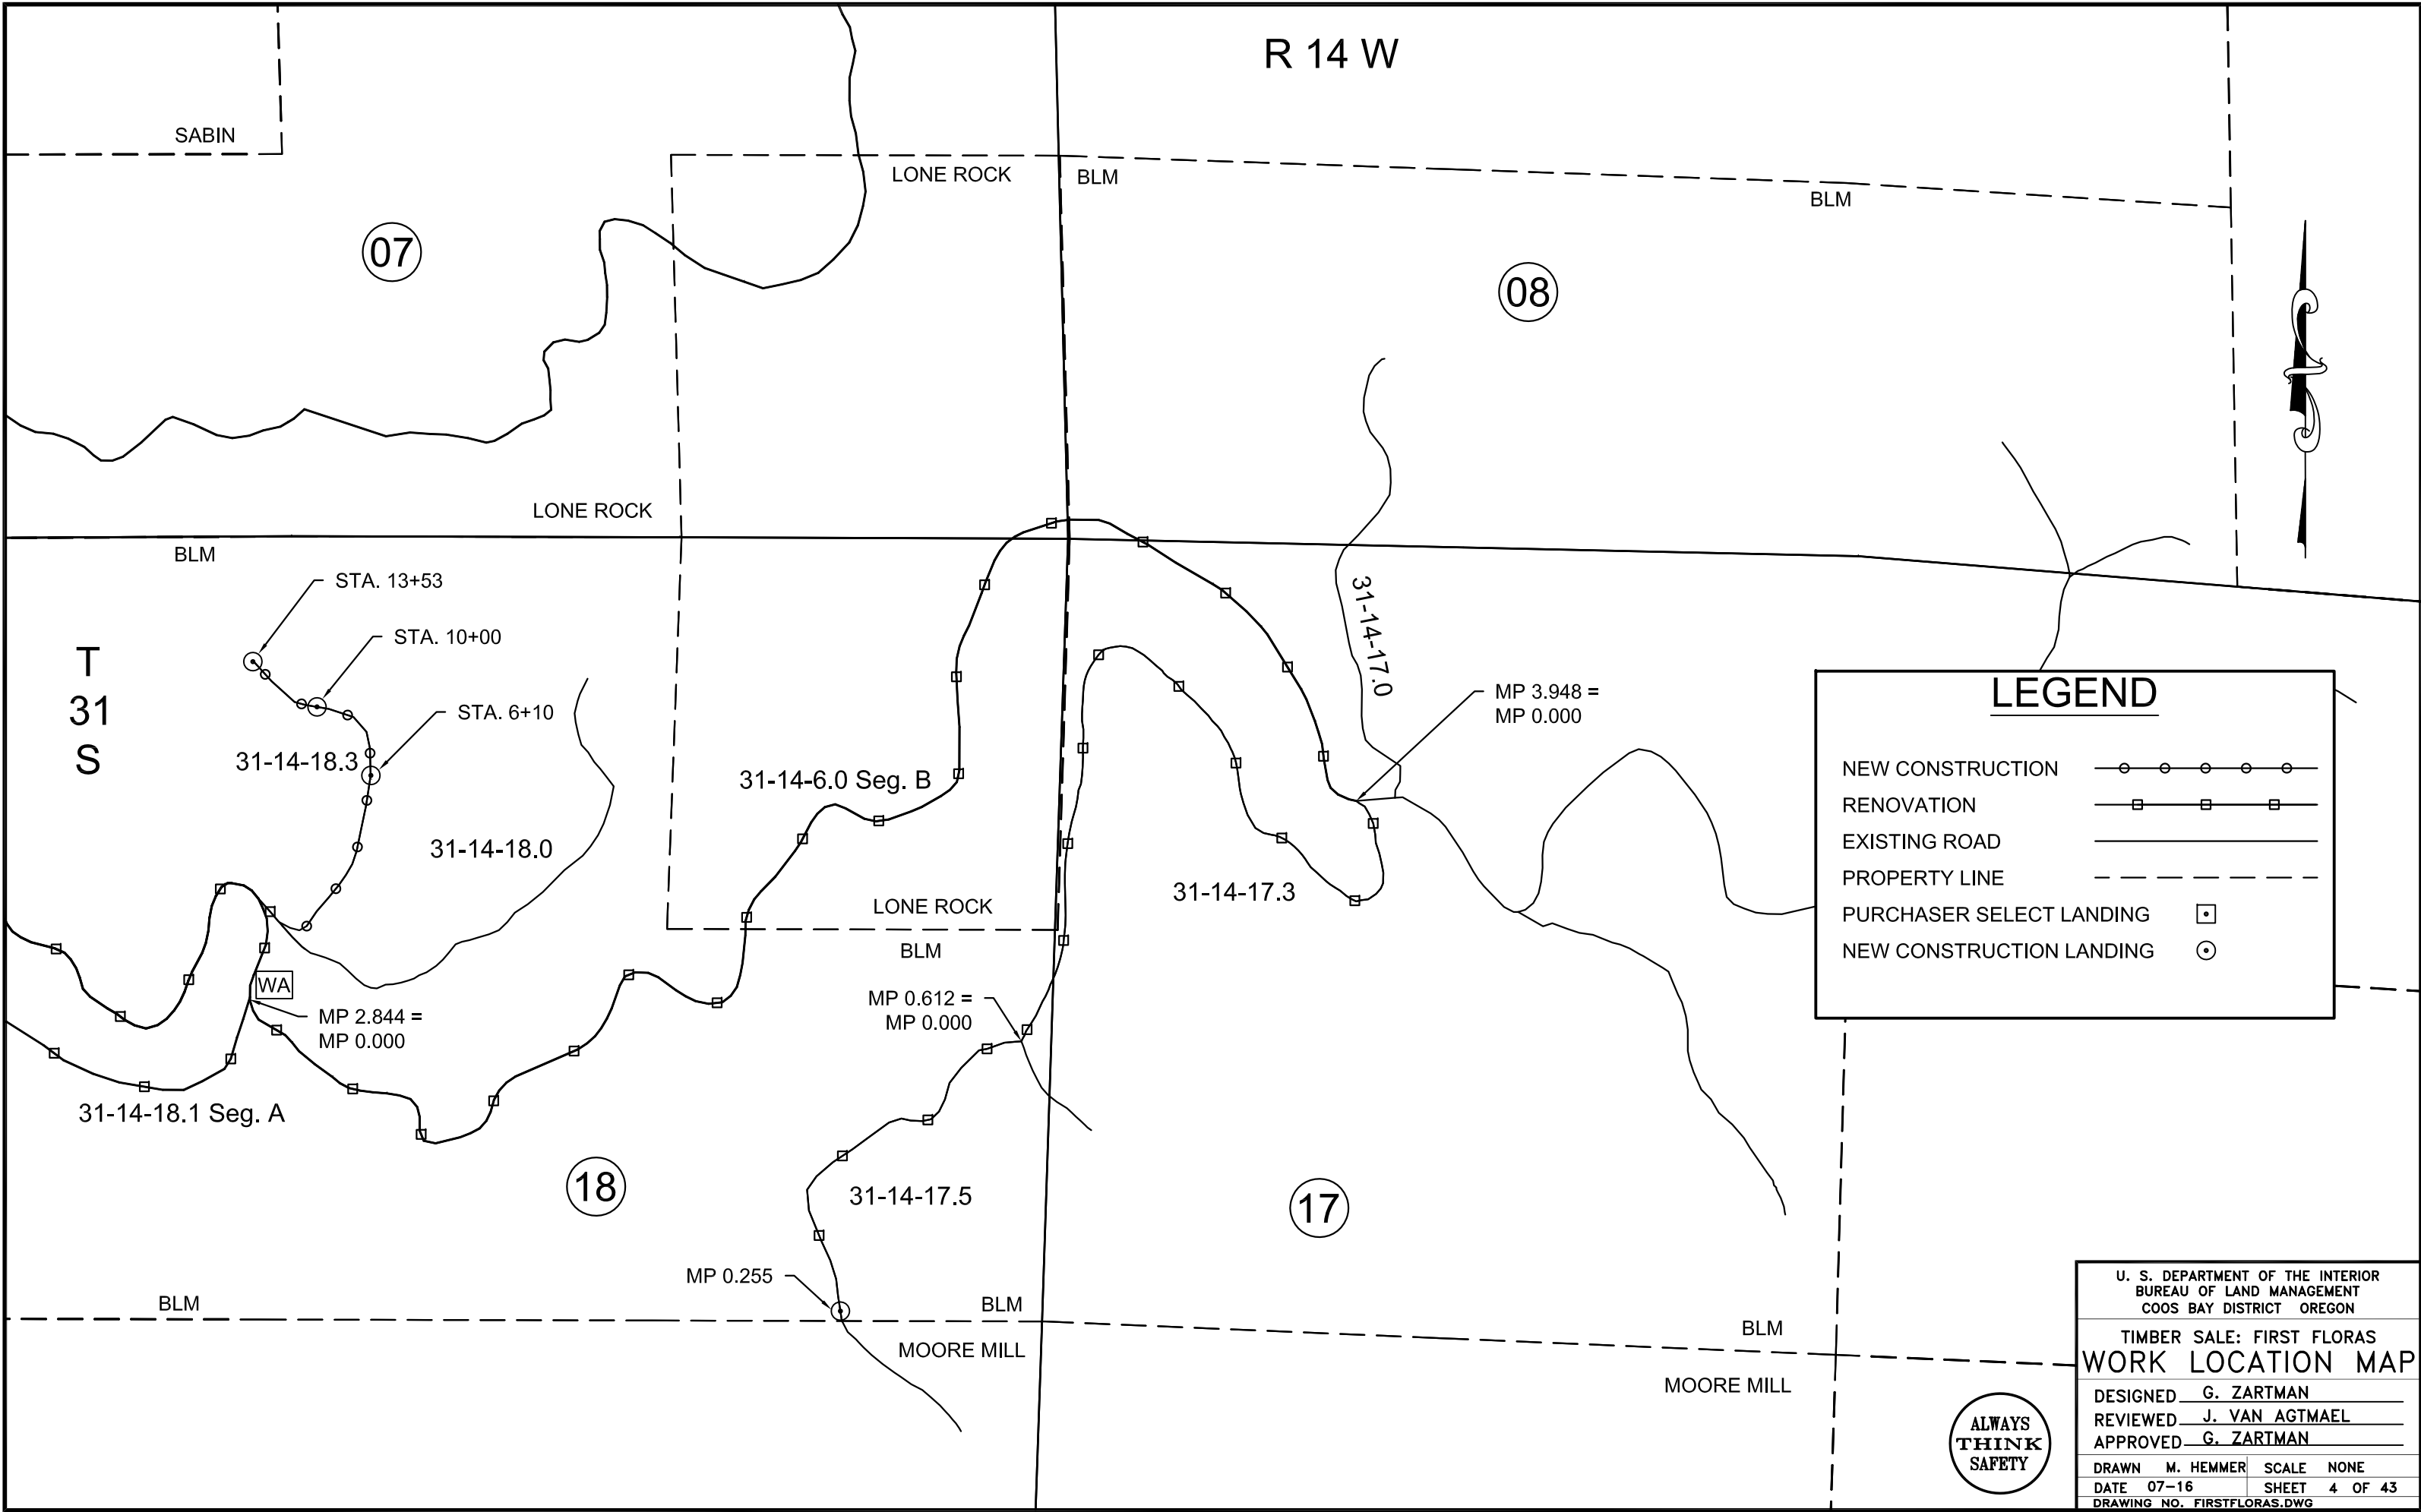 R 14 W
SABIN
LONE ROCK
BLM
BLM
07
08
LONE ROCK
BLM
STA. 13+53
STA. 10+00
STA. 6+10
T
31
S
31-14-18.3
31-14-18.0
31-14-6.0 Seg. B
31-14-17.0
MP 3.948 =
MP 0.000
31-14-17.3
LONE ROCK
BLM
WA
MP 2.844 =
MP 0.000
MP 0.612 =
MP 0.000
31-14-18.1 Seg. A
18
31-14-17.5
17
MP 0.255
BLM
BLM
MOORE MILL
BLM
MOORE MILL
LEGEND
NEW CONSTRUCTION
RENOVATION
EXISTING ROAD
PROPERTY LINE
PURCHASER SELECT LANDING
NEW CONSTRUCTION LANDING
ALWAYS
THINK
SAFETY
U. S. DEPARTMENT OF THE INTERIOR
BUREAU OF LAND MANAGEMENT
COOS BAY DISTRICT OREGON
TIMBER SALE: FIRST FLORAS
WORK LOCATION MAP
DESIGNED G. ZARTMAN
REVIEWED J. VAN AGTMAEL
APPROVED G. ZARTMAN
DRAWN M. HEMMER SCALE NONE
DATE 07-16 SHEET 4 OF 43
DRAWING NO. FIRSTFLORAS.DWG